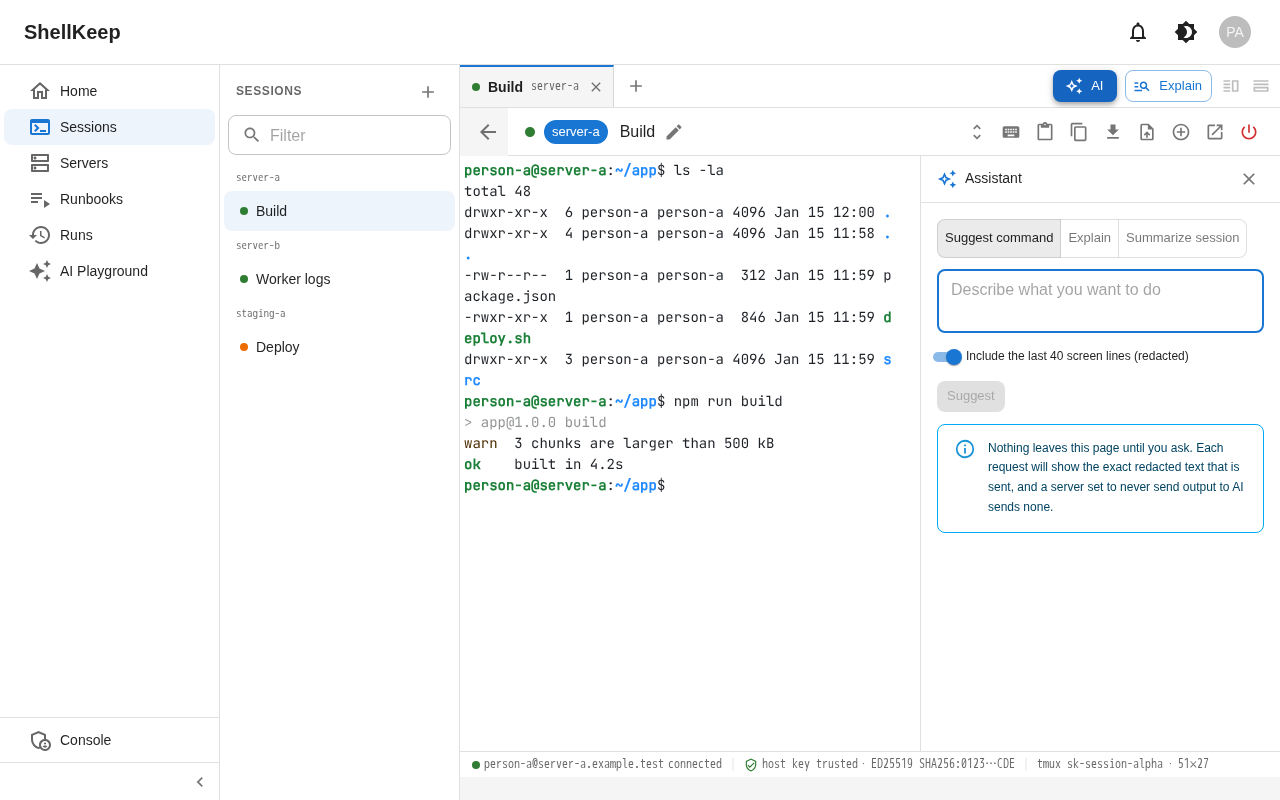 ShellKeep
PA
Home
Sessions
Servers
Runbooks
Runs
AI Playground
Console
SESSIONS
Filter
server-a
Build
server-b
Worker logs
staging-a
Deploy
Build server-a
AI
Explain
server-a
Build
person-a@server-a:~/app$ ls -la
total 48
drwxr-xr-x  6 person-a person-a 4096 Jan 15 12:00 .
drwxr-xr-x  4 person-a person-a 4096 Jan 15 11:58 .
.
-rw-r--r--  1 person-a person-a  312 Jan 15 11:59 p
ackage.json
-rwxr-xr-x  1 person-a person-a  846 Jan 15 11:59 d
eploy.sh
drwxr-xr-x  3 person-a person-a 4096 Jan 15 11:59 s
rc
person-a@server-a:~/app$ npm run build
> app@1.0.0 build
warn  3 chunks are larger than 500 kB
ok    built in 4.2s
person-a@server-a:~/app$
Assistant
Suggest command
Explain
Summarize session
Describe what you want to do
Include the last 40 screen lines (redacted)
Suggest
Nothing leaves this page until you ask. Each
request will show the exact redacted text that is
sent, and a server set to never send output to AI
sends none.
person-a@server-a.example.test connected
host key trusted · ED25519 SHA256:0123···CDE
tmux sk-session-alpha · 51×27